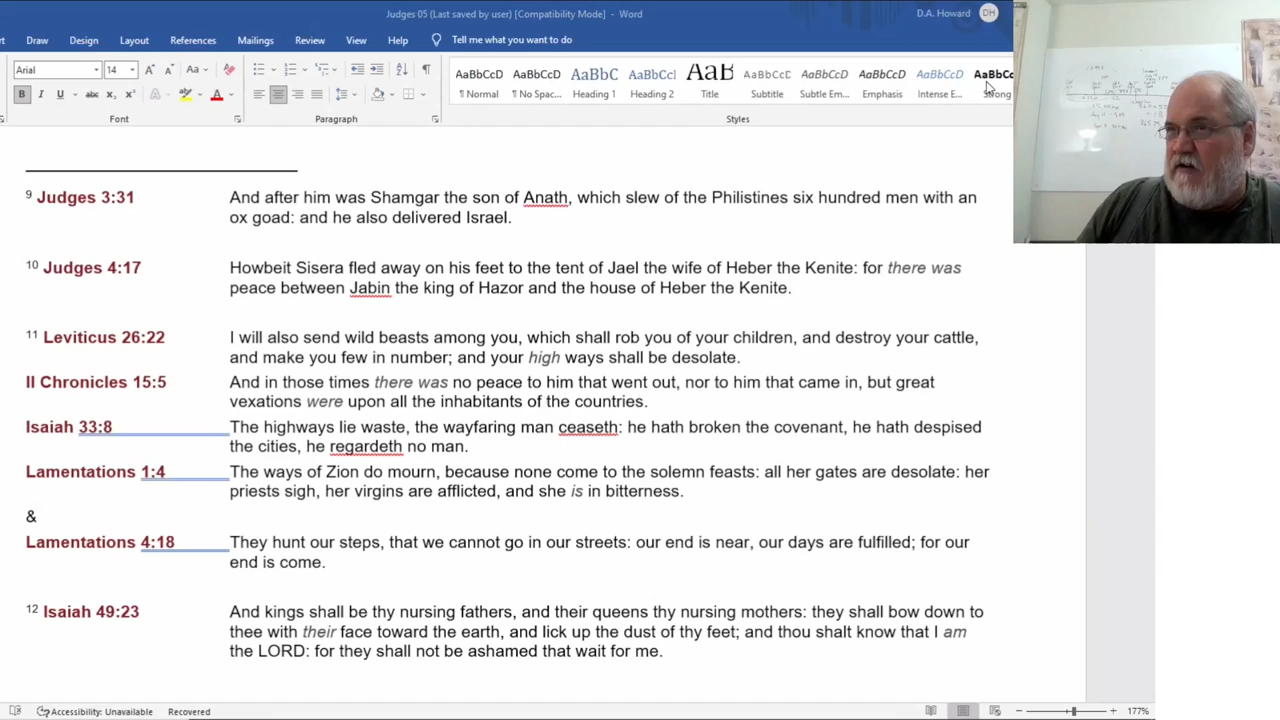 Judges 05 (Last saved by user) [Compatibility Mode] - Word
D.A. Howard DH
Draw Design Layout References Mailings Review View Help Tell me what you want to do
Arial 14 Aa
AaBbCcD AaBbCcD AaBbC AaBbCcI AaB AaBbCcD AaBbCcD AaBbCcD AaBbCcD AaBbCc
B I U abc x₂ x² A A
¶ Normal ¶ No Spac... Heading 1 Heading 2 Title Subtitle Subtle Em... Emphasis Intense E... Strong
Font Paragraph Styles
9 Judges 3:31 And after him was Shamgar the son of Anath, which slew of the Philistines six hundred men with an
ox goad: and he also delivered Israel.
10 Judges 4:17 Howbeit Sisera fled away on his feet to the tent of Jael the wife of Heber the Kenite: for there was
peace between Jabin the king of Hazor and the house of Heber the Kenite.
11 Leviticus 26:22 I will also send wild beasts among you, which shall rob you of your children, and destroy your cattle,
and make you few in number; and your high ways shall be desolate.
II Chronicles 15:5 And in those times there was no peace to him that went out, nor to him that came in, but great
vexations were upon all the inhabitants of the countries.
Isaiah 33:8 The highways lie waste, the wayfaring man ceaseth: he hath broken the covenant, he hath despised
the cities, he regardeth no man.
Lamentations 1:4 The ways of Zion do mourn, because none come to the solemn feasts: all her gates are desolate: her
priests sigh, her virgins are afflicted, and she is in bitterness.
&
Lamentations 4:18 They hunt our steps, that we cannot go in our streets: our end is near, our days are fulfilled; for our
end is come.
12 Isaiah 49:23 And kings shall be thy nursing fathers, and their queens thy nursing mothers: they shall bow down to
thee with their face toward the earth, and lick up the dust of thy feet; and thou shalt know that I am
the LORD: for they shall not be ashamed that wait for me.
Accessibility: Unavailable Recovered 177%